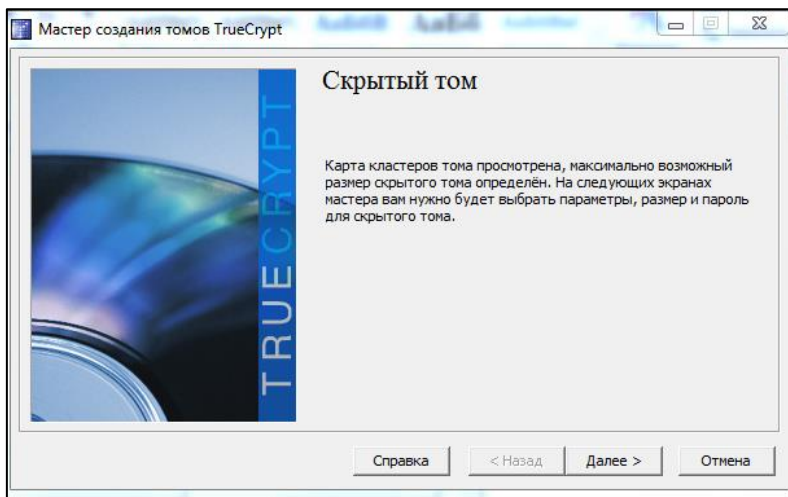 Мастер создания томов TrueCrypt
Скрытый том
Карта кластеров тома просмотрена, максимально возможный
размер скрытого тома определён. На следующих экранах
мастера вам нужно будет выбрать параметры, размер и пароль
для скрытого тома.
TRUECRYPT
Справка
< Назад
Далее >
Отмена